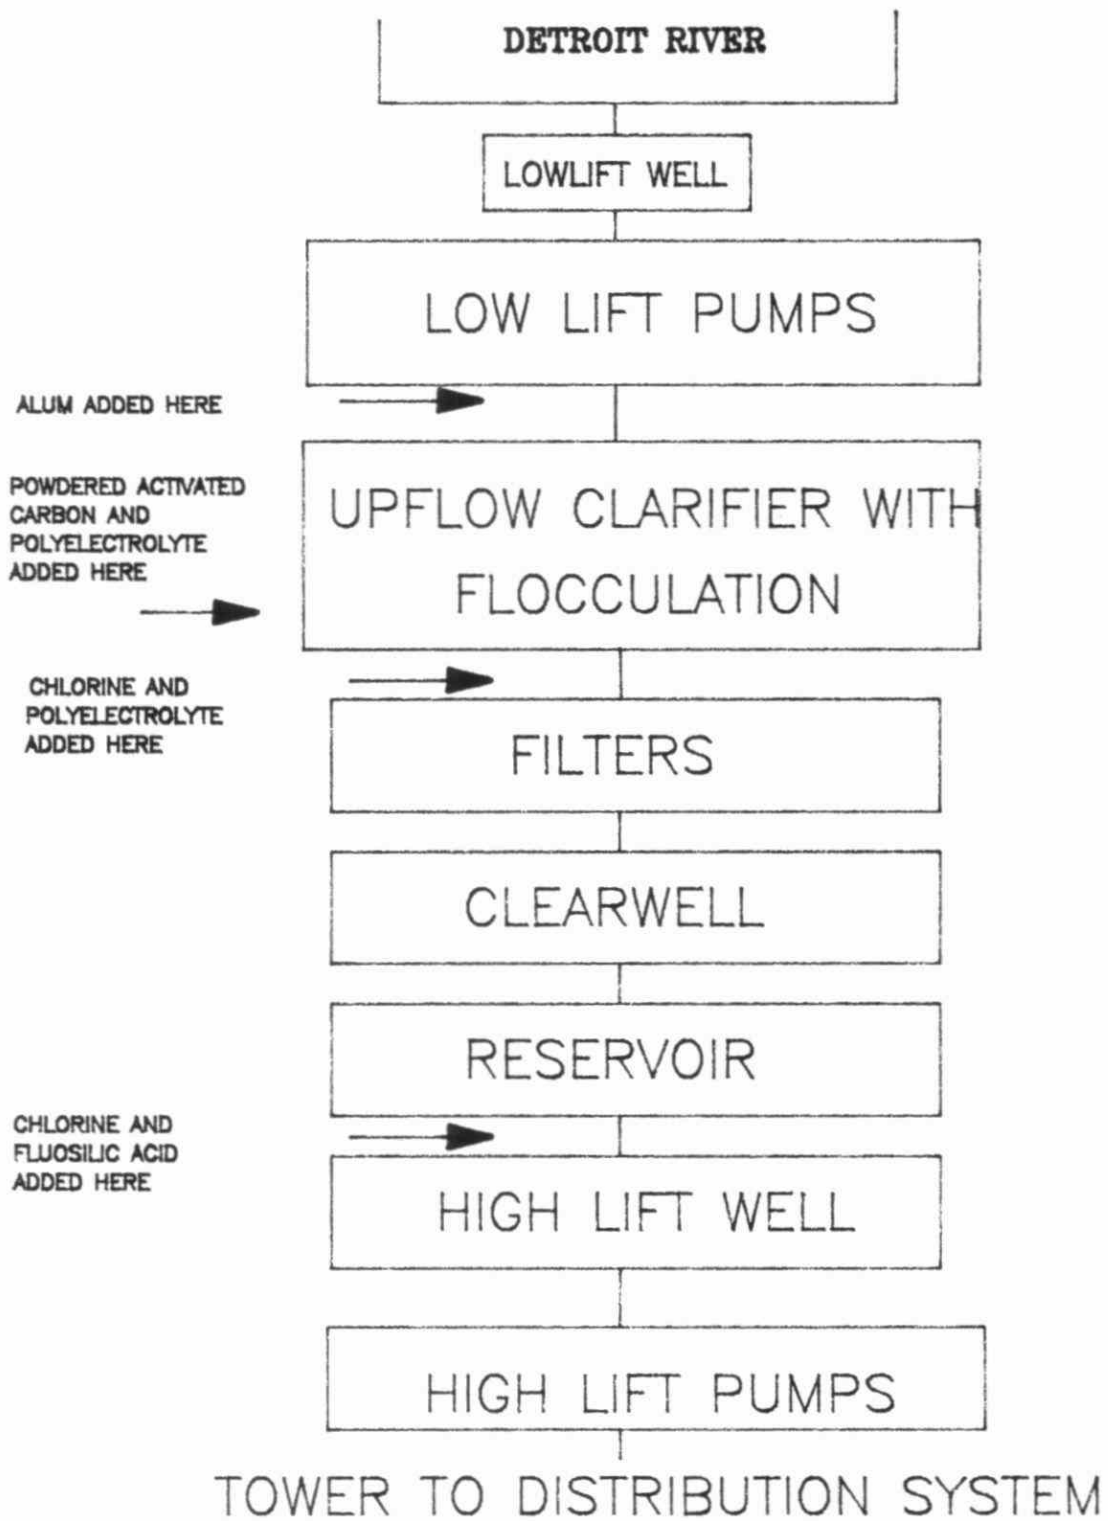 DETROIT RIVER
LOWLIFT WELL
LOW LIFT PUMPS
ALUM ADDED HERE
POWDERED ACTIVATED
CARBON AND
POLYELECTROLYTE
ADDED HERE
UPFLOW CLARIFIER WITH
FLOCCULATION
CHLORINE AND
POLYELECTROLYTE
ADDED HERE
FILTERS
CLEARWELL
RESERVOIR
CHLORINE AND
FLUOSILIC ACID
ADDED HERE
HIGH LIFT WELL
HIGH LIFT PUMPS
TOWER TO DISTRIBUTION SYSTEM